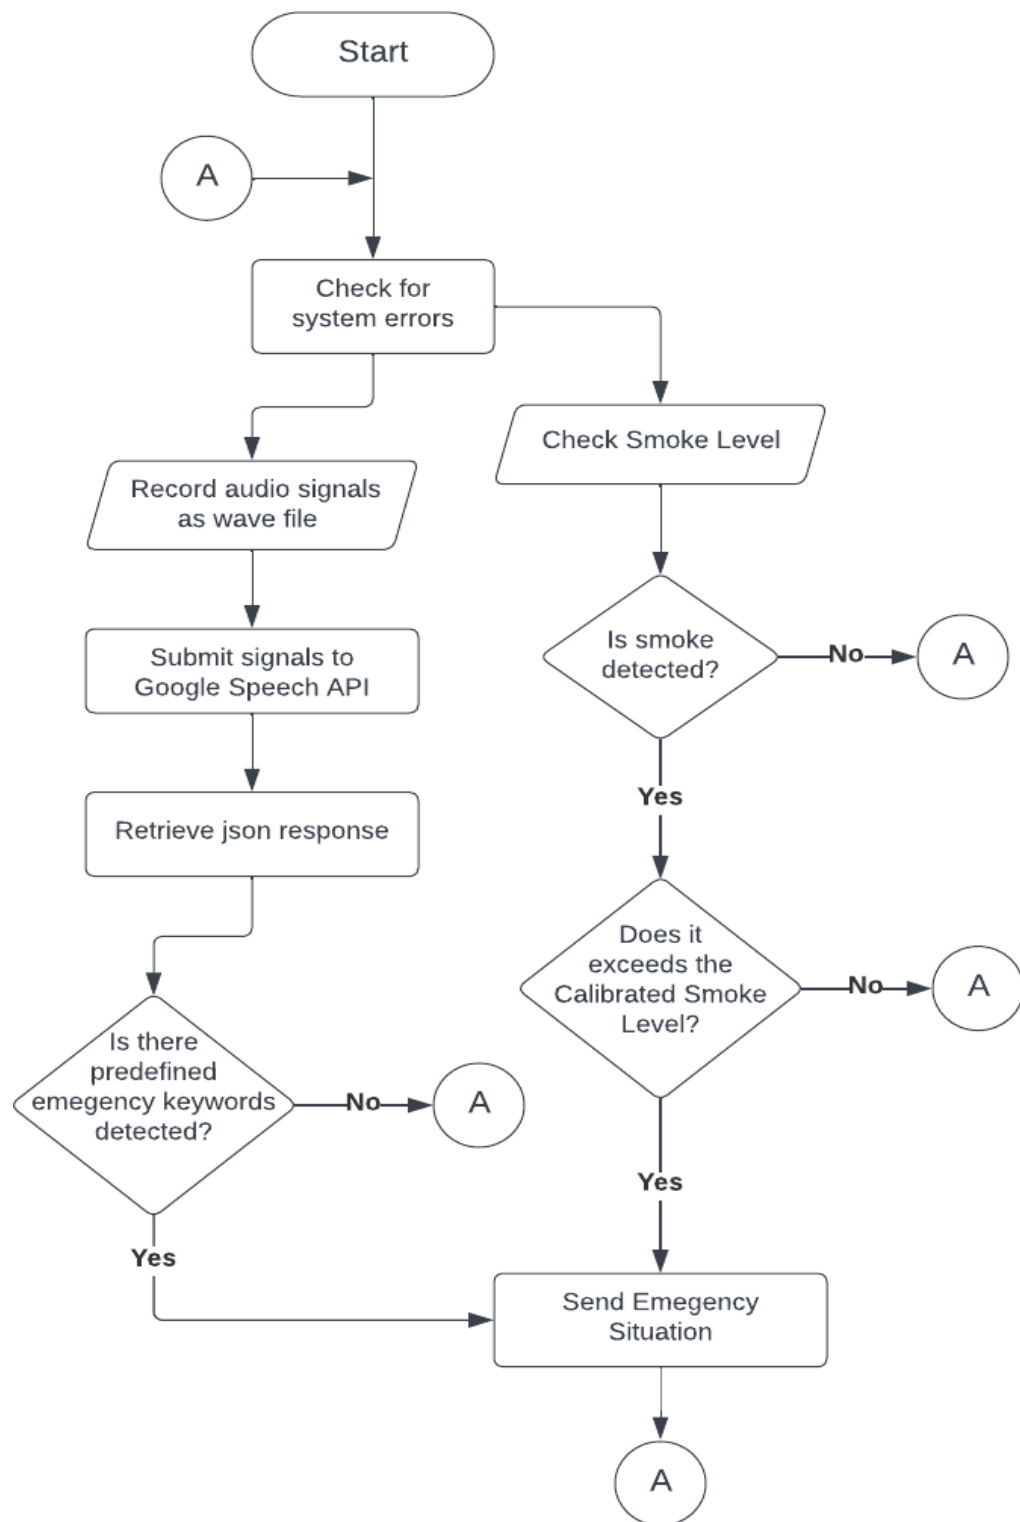 Start
A
Check for
system errors
Check Smoke Level
Record audio signals
as wave file
Is smoke
detected?
No
A
Submit signals to
Google Speech API
Yes
Retrieve json response
Does it
exceeds the
Calibrated Smoke
Level?
No
A
Is there
predefined
emegency keywords
detected?
No
A
Yes
Yes
Send Emegency
Situation
A